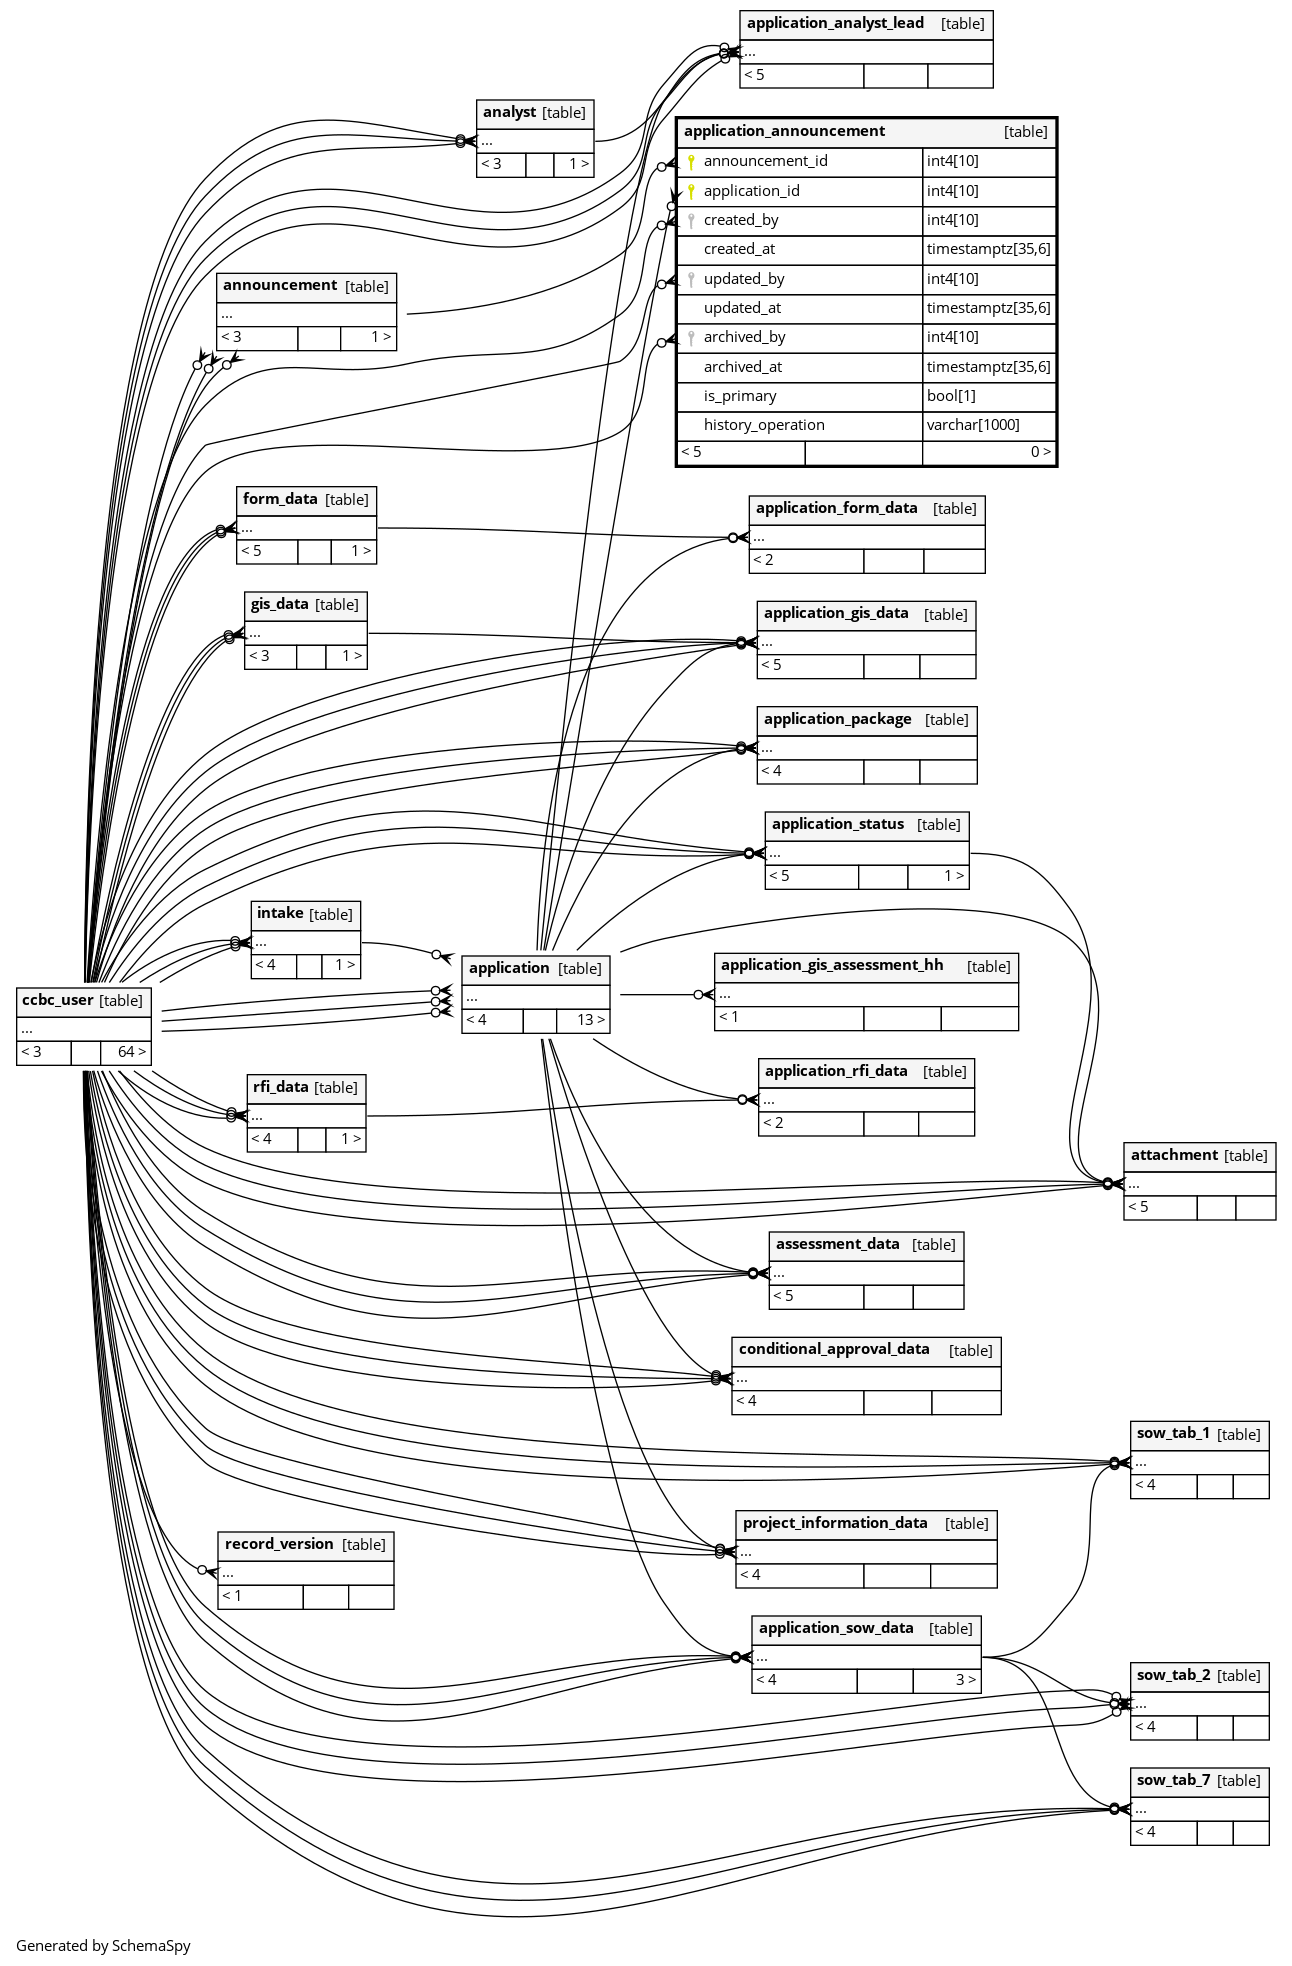 application_analyst_lead [table]
...
< 5
analyst [table]
...
< 3 1 >
application_announcement [table]
announcement_id int4[10]
application_id int4[10]
created_by int4[10]
created_at timestamptz[35,6]
updated_by int4[10]
updated_at timestamptz[35,6]
archived_by int4[10]
archived_at timestamptz[35,6]
is_primary bool[1]
history_operation varchar[1000]
< 5 0 >
announcement [table]
...
< 3 1 >
form_data [table]
...
< 5 1 >
application_form_data [table]
...
< 2
gis_data [table]
...
< 3 1 >
application_gis_data [table]
...
< 5
application_package [table]
...
< 4
application_status [table]
...
< 5 1 >
intake [table]
...
< 4 1 >
application [table]
...
< 4 13 >
application_gis_assessment_hh [table]
...
< 1
ccbc_user [table]
...
< 3 64 >
rfi_data [table]
...
< 4 1 >
application_rfi_data [table]
...
< 2
attachment [table]
...
< 5
assessment_data [table]
...
< 5
conditional_approval_data [table]
...
< 4
sow_tab_1 [table]
...
< 4
project_information_data [table]
...
< 4
record_version [table]
...
< 1
application_sow_data [table]
...
< 4 3 >
sow_tab_2 [table]
...
< 4
sow_tab_7 [table]
...
< 4
Generated by SchemaSpy